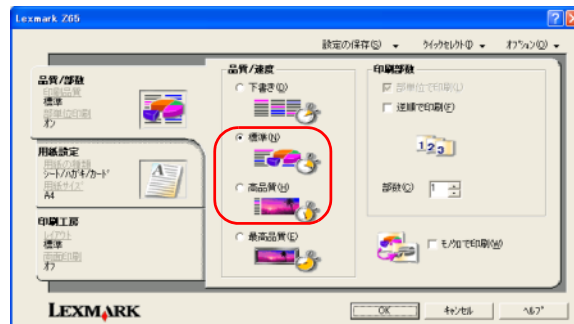 Lexmark Z65
設定の保存(S) クイックセレクト(I) オプション(O)
品質/部数
印刷品質
標準
部単位印刷
オン
用紙設定
用紙の種類
シート/ハガキ/カード
用紙サイズ
A4
印刷工房
レイアウト
標準
両面印刷
オフ
品質/速度
下書き(D)
標準(N)
高品質(H)
最高品質(E)
印刷部数
部単位で印刷(L)
逆順で印刷(F)
1 2 3
部数(C) 1
モノクロで印刷(W)
LEXMARK
OK キャンセル ヘルプ